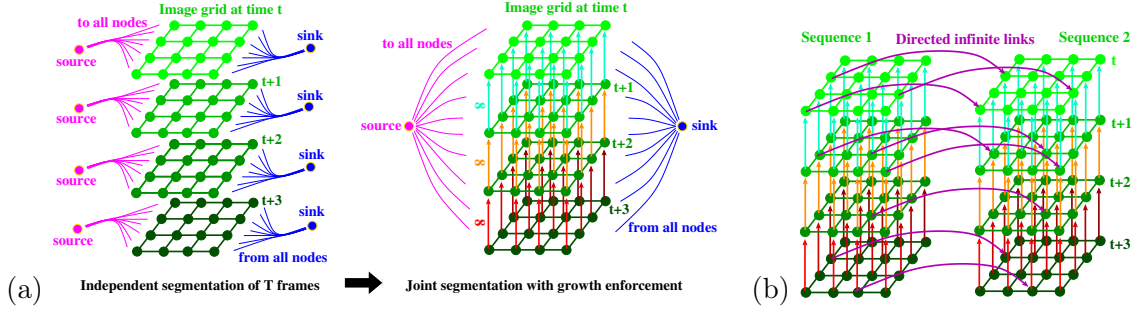 Image grid at time t
to all nodes
source
sink
t+1
source
sink
t+2
source
sink
t+3
source
sink
from all nodes
(a)
Independent segmentation of T frames
Image grid at time t
to all nodes
∞
t+1
source
sink
∞
t+2
∞
t+3
from all nodes
Joint segmentation with growth enforcement
Sequence 1
Directed infinite links
Sequence 2
t
t+1
t+2
t+3
(b)